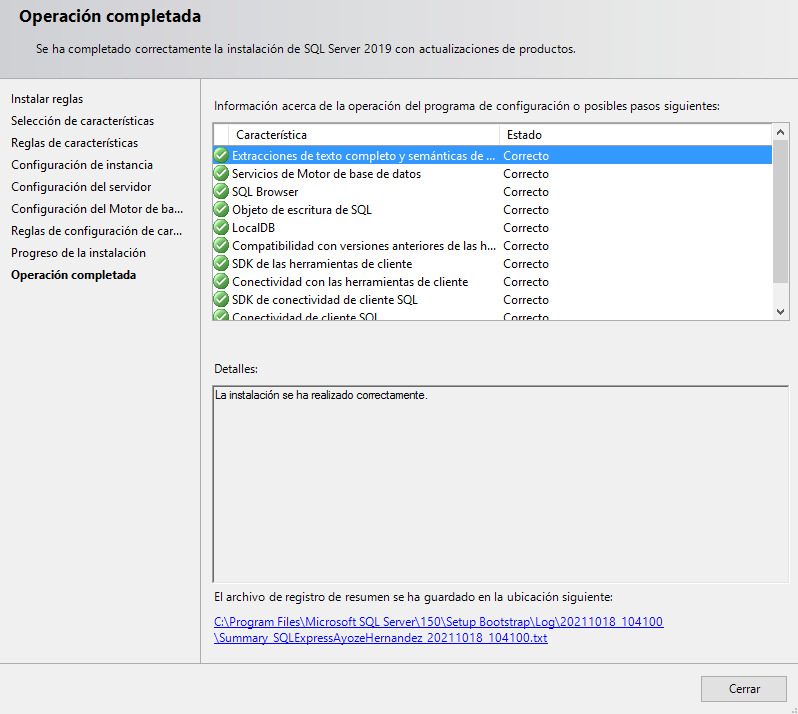 Operación completada
Se ha completado correctamente la instalación de SQL Server 2019 con actualizaciones de productos.
Instalar reglas
Selección de características
Reglas de características
Configuración de instancia
Configuración del servidor
Configuración del Motor de ba...
Reglas de configuración de car...
Progreso de la instalación
Operación completada
Información acerca de la operación del programa de configuración o posibles pasos siguientes:
Característica Estado
Extracciones de texto completo y semánticas de ... Correcto
Servicios de Motor de base de datos Correcto
SQL Browser Correcto
Objeto de escritura de SQL Correcto
LocalDB Correcto
Compatibilidad con versiones anteriores de las h... Correcto
SDK de las herramientas de cliente Correcto
Conectividad con las herramientas de cliente Correcto
SDK de conectividad de cliente SQL Correcto
Conectividad de cliente SQL Correcto
Detalles:
La instalación se ha realizado correctamente.
El archivo de registro de resumen se ha guardado en la ubicación siguiente:
C:\Program Files\Microsoft SQL Server\150\Setup Bootstrap\Log\20211018_104100
\Summary_SQLExpressAyozeHernandez_20211018_104100.txt
Cerrar